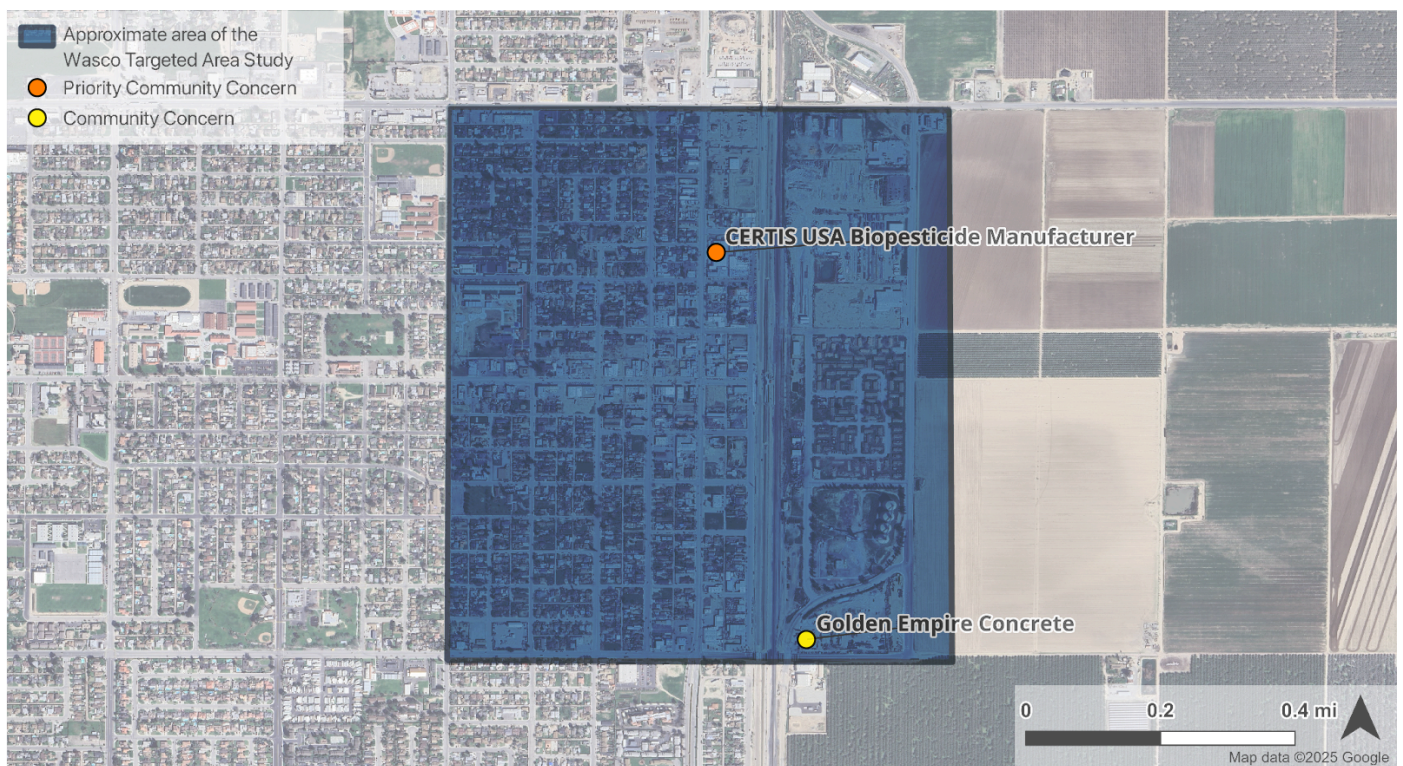 Approximate area of the
Wasco Targeted Area Study
Priority Community Concern
Community Concern
CERTIS USA Biopesticide Manufacturer
Golden Empire Concrete
0 0.2 0.4 mi
Map data ©2025 Google